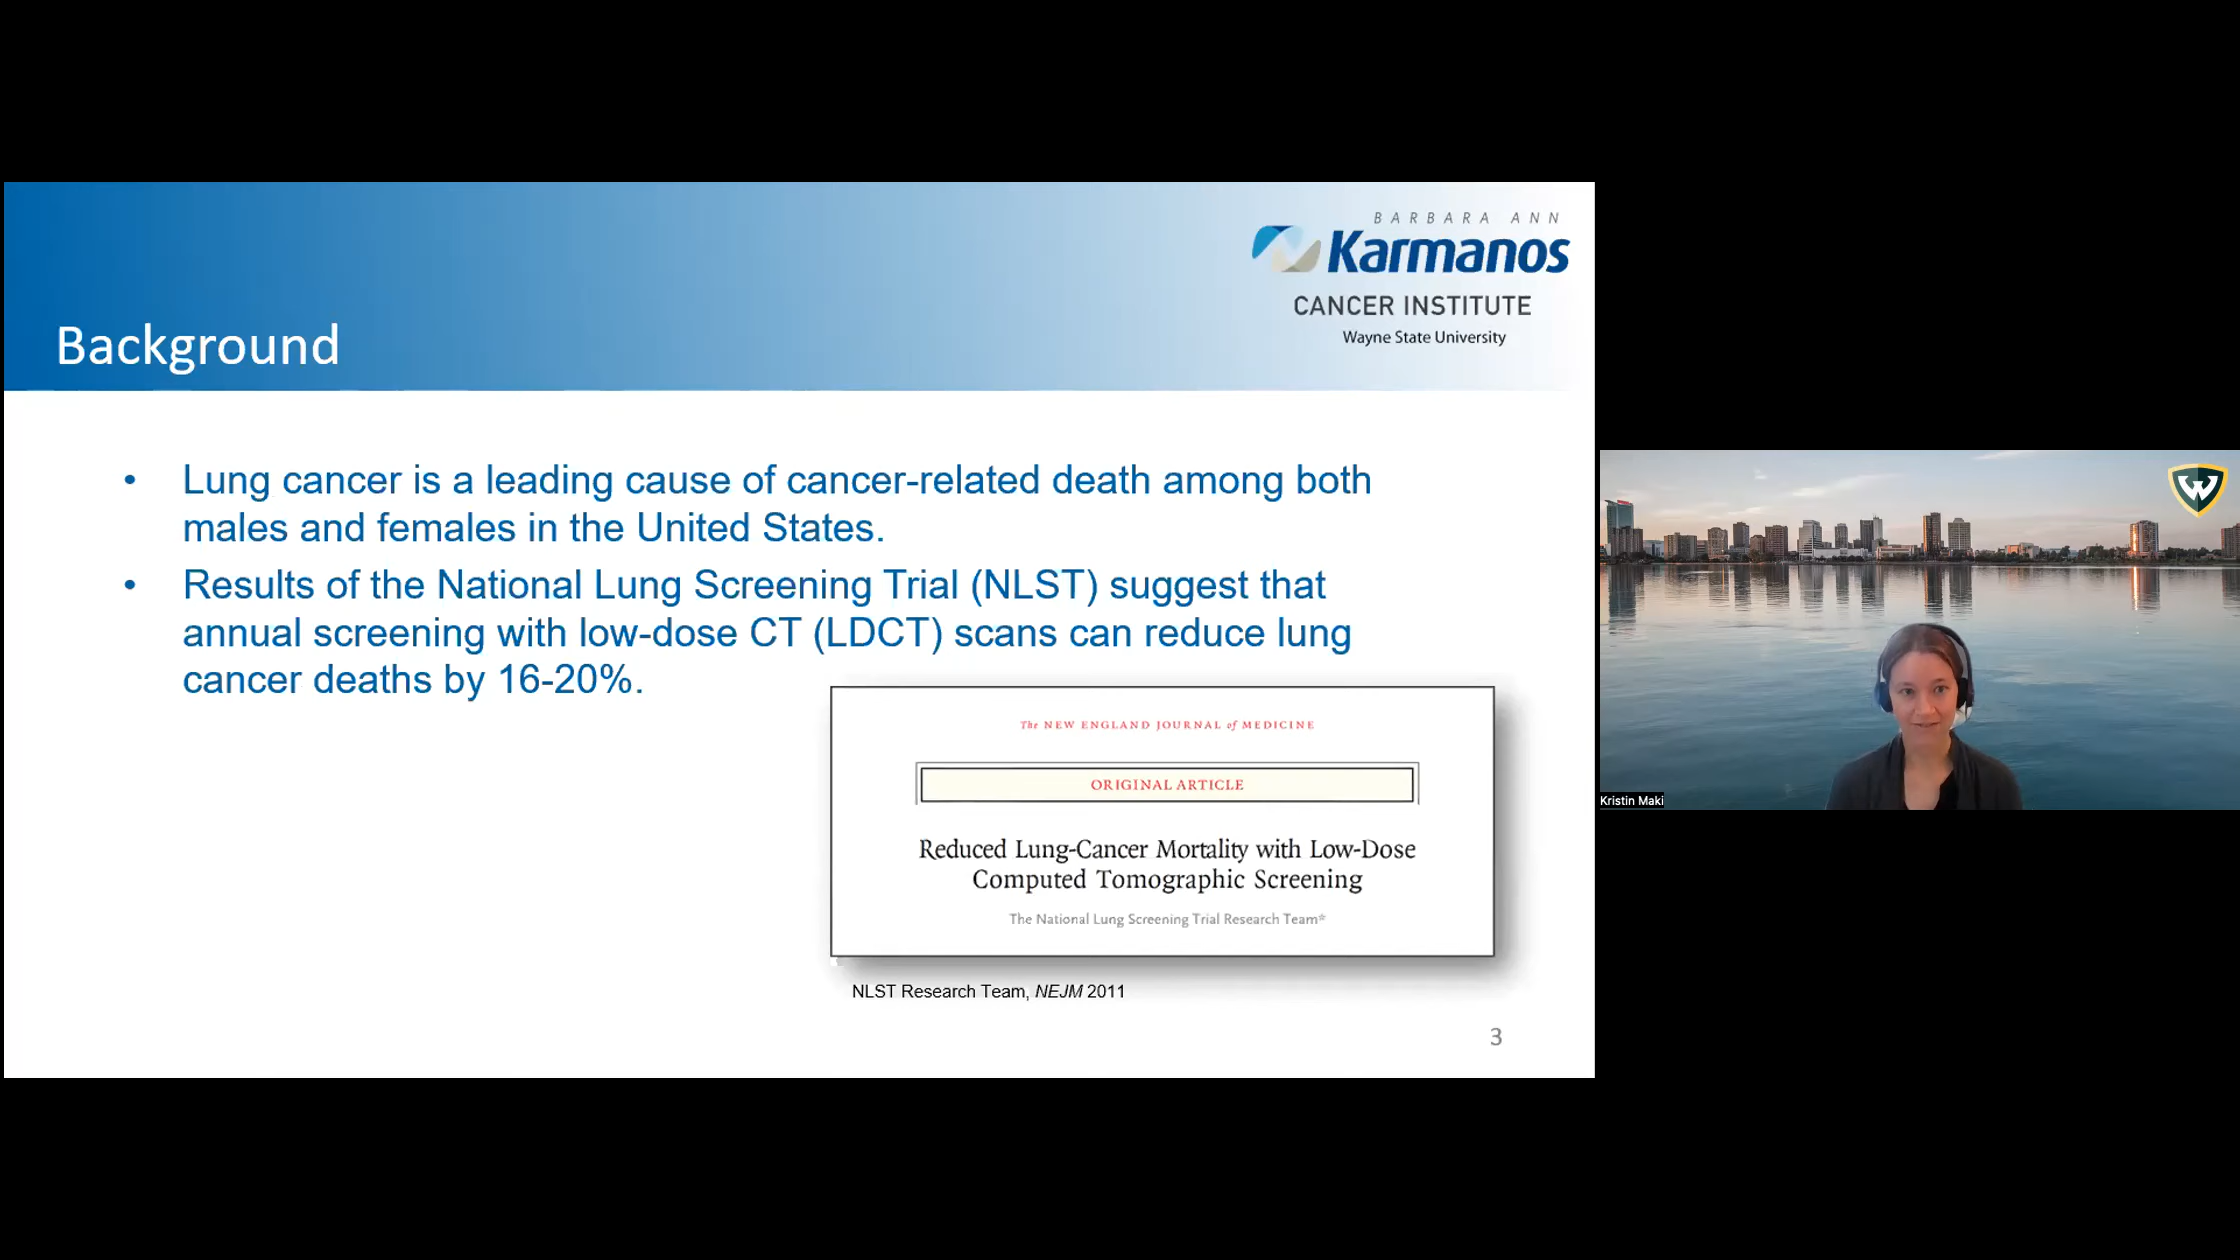 BARBARA ANN
Karmanos
CANCER INSTITUTE
Wayne State University
Background
• Lung cancer is a leading cause of cancer-related death among both
males and females in the United States.
• Results of the National Lung Screening Trial (NLST) suggest that
annual screening with low-dose CT (LDCT) scans can reduce lung
cancer deaths by 16-20%.
The NEW ENGLAND JOURNAL of MEDICINE
ORIGINAL ARTICLE
Reduced Lung-Cancer Mortality with Low-Dose
Computed Tomographic Screening
The National Lung Screening Trial Research Team*
NLST Research Team, NEJM 2011
3
W
Kristin Maki